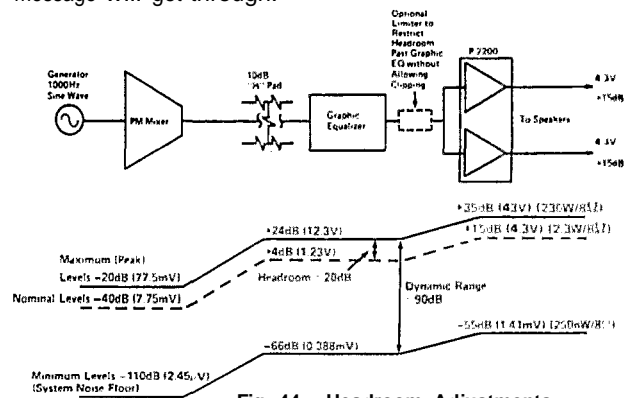 message will get through.
Optional
Limiter to
Restrict
Headroom
Past Graphic
EQ without
Allowing
Clipping
P 2200
Generator
1000Hz
Sine Wave
10dB
"H" Pad
PM Mixer
Graphic
Equalizer
4.3V
+15dB
To Speakers
4.3V
+15dB
+35dB (43V) (230W/8Ω)
+24dB (12.3V)
+15dB (4.3V) (2.3W/8Ω)
Maximum (Peak)
Levels -20dB (77.5mV)
+4dB (1.23V)
Headroom - 20dB
Nominal Levels -40dB (7.75mV)
Dynamic Range
- 90dB
-66dB (0.388mV)
-55dB (1.41mV) (250nW/8Ω)
Minimum Levels -110dB (2.45μV)
(System Noise Floor)
Fig. 44 Headroom Adjustments